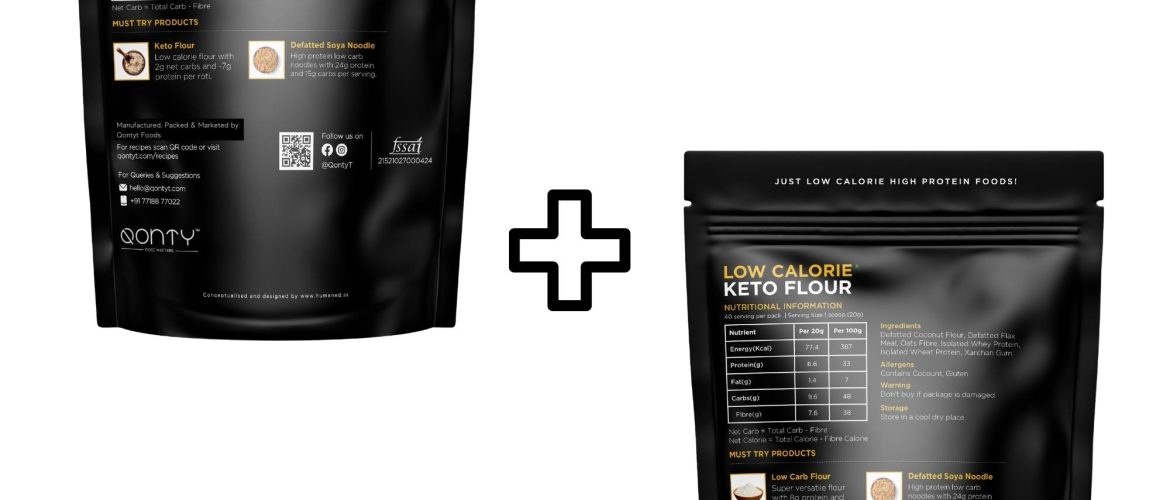 Net Carb = Total Carb - Fibre
MUST TRY PRODUCTS
Keto Flour
Low calorie flour with
2g net carbs and ~7g
protein per roti.
Defatted Soya Noodle
High protein low carb
noodles with 24g protein
and 15g carbs per serving.
Manufactured, Packed & Marketed by
Qontyt Foods
For recipes scan QR code or visit
qontyt.com/recipes
For Queries & Suggestions
hello@qontyt.com
+91 77188 77022
Follow us on
@QontyT
fssai
21521027000424
QONTY™
Conceptualised and designed by www.humened.in
JUST LOW CALORIE HIGH PROTEIN FOODS!
LOW CALORIE*
KETO FLOUR
NUTRITIONAL INFORMATION
40 serving per pack | Serving Size 1 scoop (20g)
Nutrient Per 20g Per 100g
Energy(Kcal) 77.4 387
Protein(g) 6.6 33
Fat(g) 1.4 7
Carbs(g) 9.6 48
Fibre(g) 7.6 38
Net Carb = Total Carb - Fibre
Net Calorie = Total Calorie - Fibre Calorie
Ingredients
Defatted Coconut Flour, Defatted Flax
Meal, Oats Fibre, Isolated Whey Protein,
Isolated Wheat Protein, Xanthan Gum
Allergens
Contains Cocount, Gluten
Warning
Don't buy if package is damaged
Storage
Store in a cool dry place
MUST TRY PRODUCTS
Low Carb Flour
Super versatile flour
with 8g protein and
Defatted Soya Noodle
High protein low carb
noodles with 24g protein